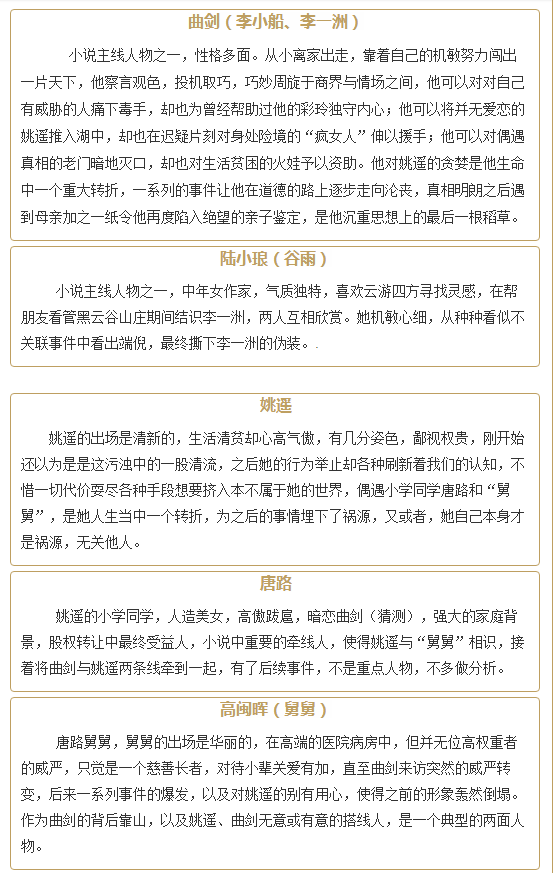 曲剑（李小船、李一洲）
小说主线人物之一，性格多面。从小离家出走，靠着自己的机敏努力闯出
一片天下，他察言观色，投机取巧，巧妙周旋于商界与情场之间，他可以对对自己
有威胁的人痛下毒手，却也为曾经帮助过他的彩玲独守内心；他可以将并无爱恋的
姚遥推入湖中，却也在迟疑片刻对身处险境的“疯女人”伸以援手；他可以对偶遇
真相的老门暗地灭口，却也对生活贫困的火娃予以资助。他对姚遥的贪婪是他生命
中一个重大转折，一系列的事件让他在道德的路上逐步走向沦丧，真相明朗之后遇
到母亲加之一纸令他再度陷入绝望的亲子鉴定，是他沉重思想上的最后一根稻草。
陆小琅（谷雨）
小说主线人物之一，中年女作家，气质独特，喜欢云游四方寻找灵感，在帮
朋友看管黑云谷山庄期间结识李一洲，两人互相欣赏。她机敏心细，从种种看似不
关联事件中看出端倪，最终撕下李一洲的伪装。.
姚遥
姚遥的出场是清新的，生活清贫却心高气傲，有几分姿色，鄙视权贵，刚开始
还以为是是这污浊中的一股清流，之后她的行为举止却各种刷新着我们的认知，不
惜一切代价耍尽各种手段想要挤入本不属于她的世界，偶遇小学同学唐路和“舅
舅”，是她人生当中一个转折，为之后的事情埋下了祸源，又或者，她自己本身才
是祸源，无关他人。
唐路
姚遥的小学同学，人造美女，高傲跋扈，暗恋曲剑（猜测），强大的家庭背
景，股权转让中最终受益人，小说中重要的牵线人，使得姚遥与“舅舅”相识，接
着将曲剑与姚遥两条线牵到一起，有了后续事件，不是重点人物，不多做分析。
高闽晖（舅舅）
唐路舅舅，舅舅的出场是华丽的，在高端的医院病房中，但并无位高权重者
的威严，只觉是一个慈善长者，对待小辈关爱有加，直至曲剑来访突然的威严转
变，后来一系列事件的爆发，以及对姚遥的别有用心，使得之前的形象轰然倒塌。
作为曲剑的背后靠山，以及姚遥、曲剑无意或有意的搭线人，是一个典型的两面人
物。